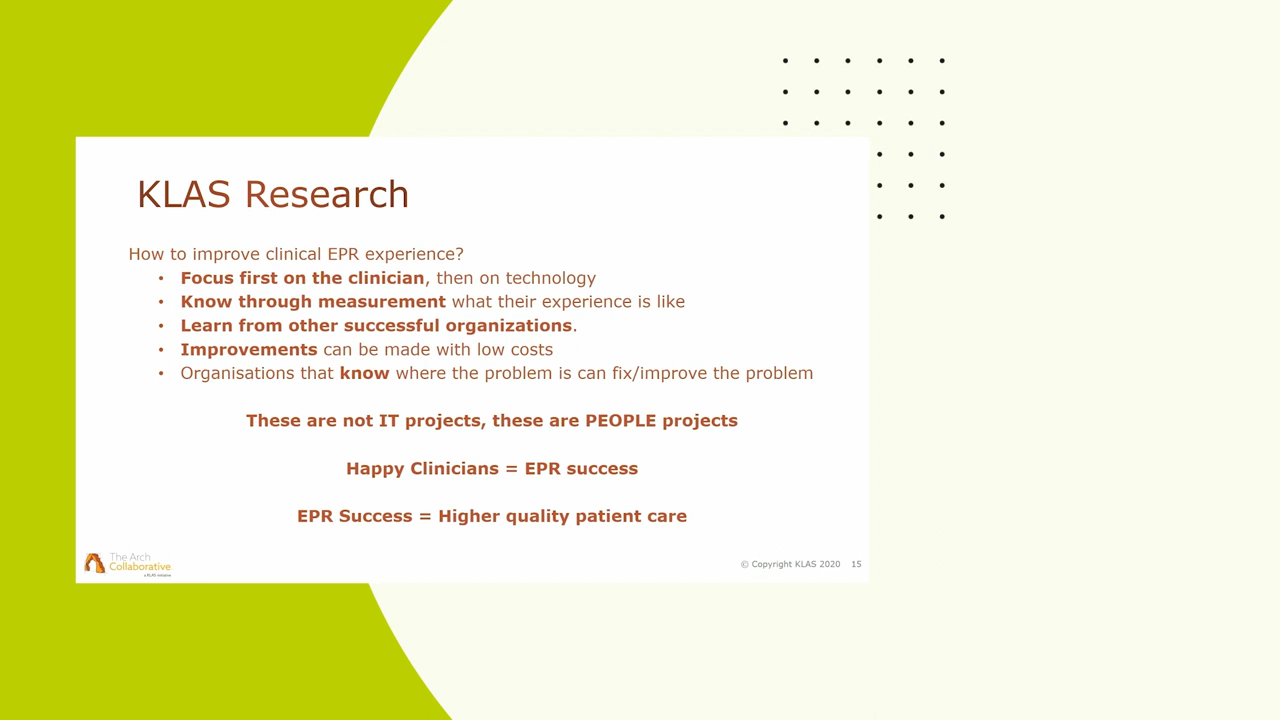 KLAS Research
How to improve clinical EPR experience?
• Focus first on the clinician, then on technology
• Know through measurement what their experience is like
• Learn from other successful organizations.
• Improvements can be made with low costs
• Organisations that know where the problem is can fix/improve the problem
These are not IT projects, these are PEOPLE projects
Happy Clinicians = EPR success
EPR Success = Higher quality patient care
The Arch
Collaborative
a KLAS initiative
© Copyright KLAS 2020 15